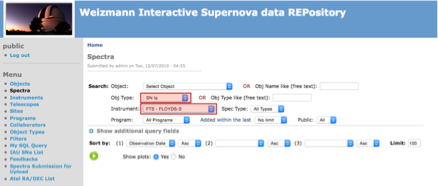 Weizmann Interactive Supernova data REPository
public
Log out
Menu
Objects
Spectra
Instruments
Telescopes
Sites
Programs
Collaborators
Object Types
Filters
My SQL Query
IAU SNe List
Feedbacks
Spectra Submission for Upload
Atel RA/DEC List
Home
Spectra
Submitted by admin on Tue, 12/07/2010 - 04:35
Search: Object: Select Object OR Obj Name like (free text):
Obj Type: SN Ia OR Obj Type like (free text):
Instrument: FTS - FLOYDS-S Spec Type: All Types
Program: All Programs Added within the last No limit Public: All
Show additional query fields
Sort by: (1) Observation Date Asc (2) Asc (3) Asc Limit: 100
Show plots: Yes No